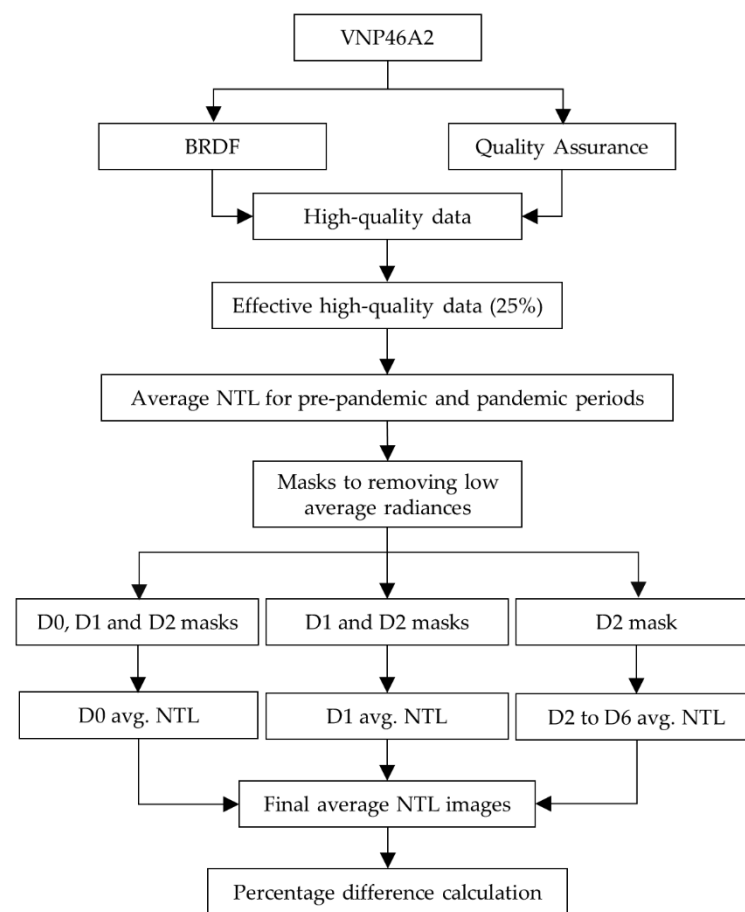 VNP46A2
BRDF
Quality Assurance
High-quality data
Effective high-quality data (25%)
Average NTL for pre-pandemic and pandemic periods
Masks to removing low
average radiances
D0, D1 and D2 masks
D1 and D2 masks
D2 mask
D0 avg. NTL
D1 avg. NTL
D2 to D6 avg. NTL
Final average NTL images
Percentage difference calculation